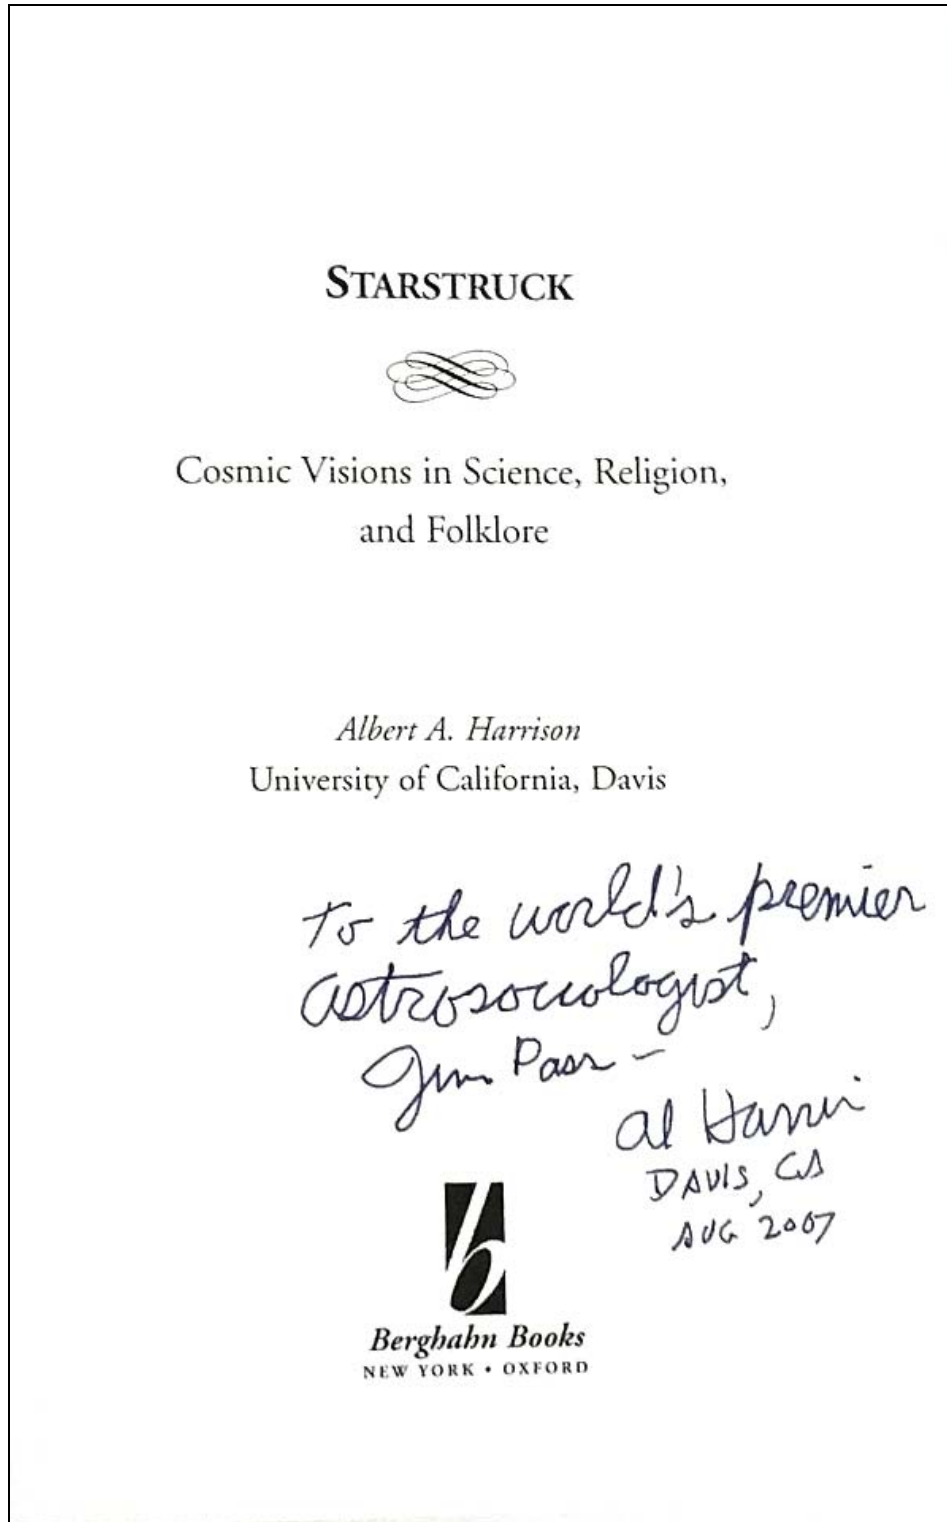 STARSTRUCK
Cosmic Visions in Science, Religion,
and Folklore
Albert A. Harrison
University of California, Davis
To the world's premier
astrosociologist,
Jim Pass –
Al Harrison
DAVIS, CA
AUG 2007
Berghahn Books
NEW YORK • OXFORD